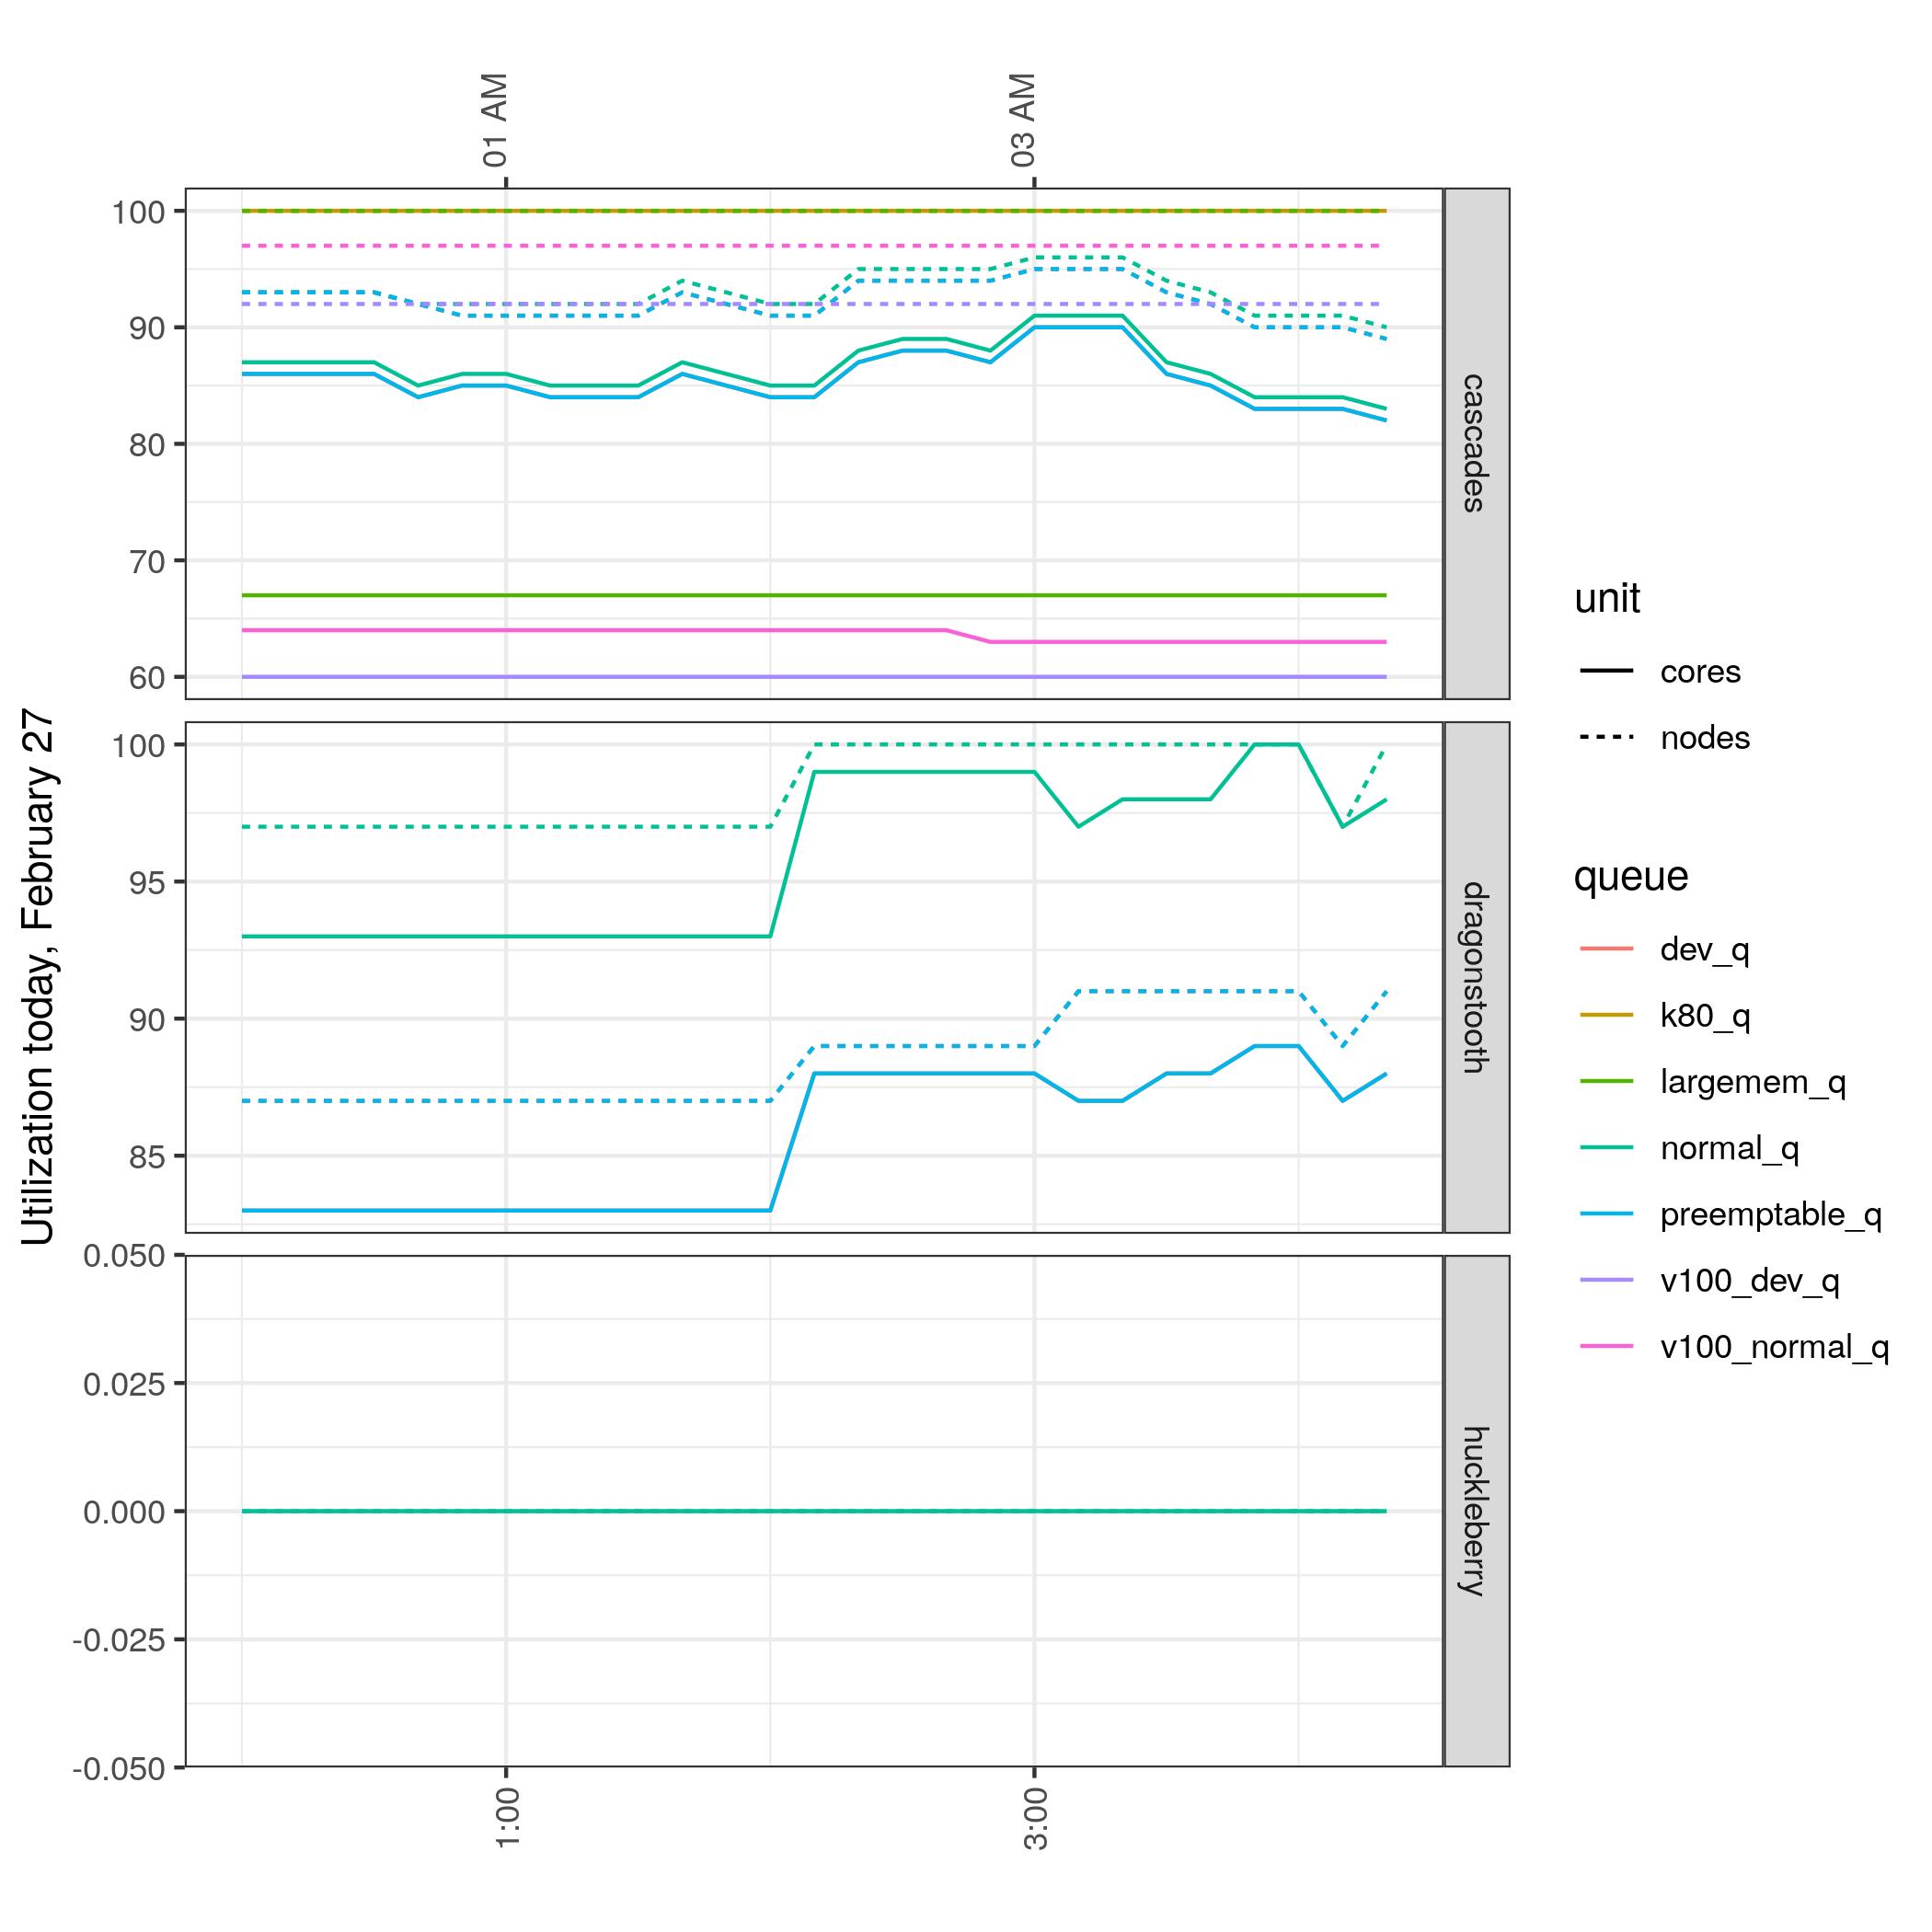 01 AM
03 AM
100
90
80
70
60
cascades
100
95
90
85
dragonstooth
0.050
0.025
0.000
-0.025
-0.050
huckleberry
1:00
3:00
Utilization today, February 27
unit
cores
nodes
queue
dev_q
k80_q
largemem_q
normal_q
preemptable_q
v100_dev_q
v100_normal_q